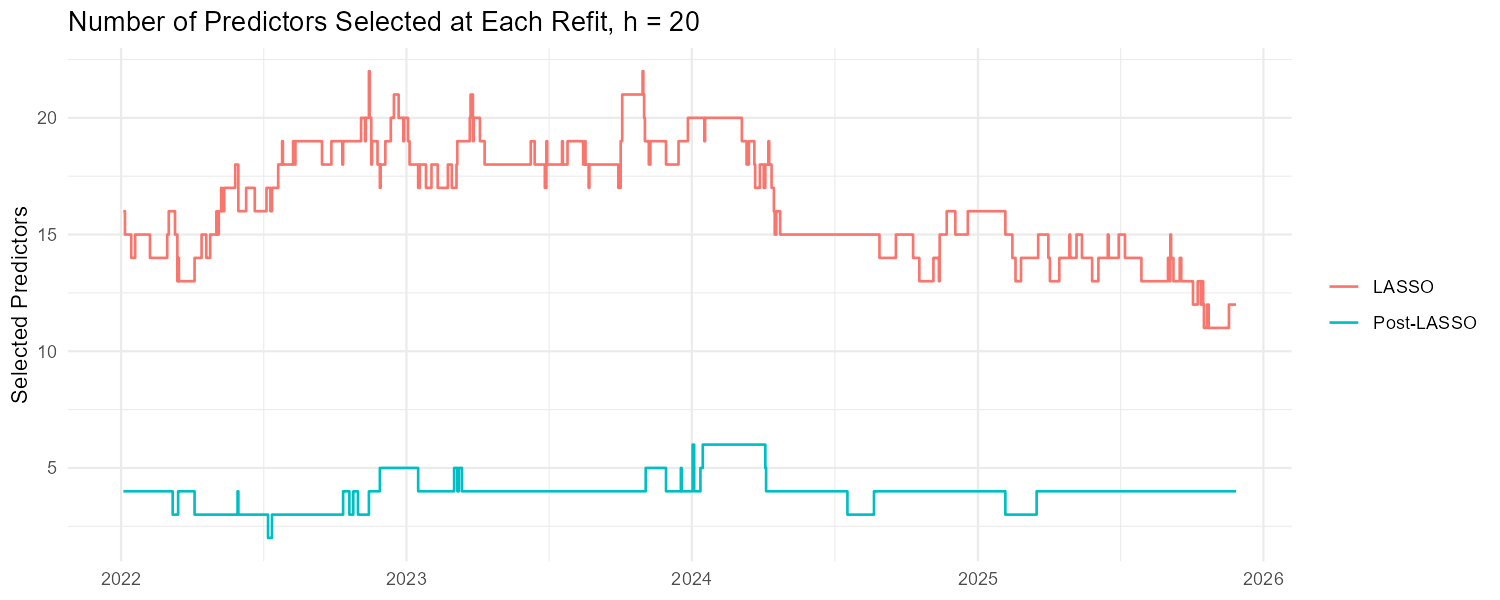 Number of Predictors Selected at Each Refit, h = 20
Selected Predictors
20
15
10
5
2022
2023
2024
2025
2026
LASSO
Post-LASSO